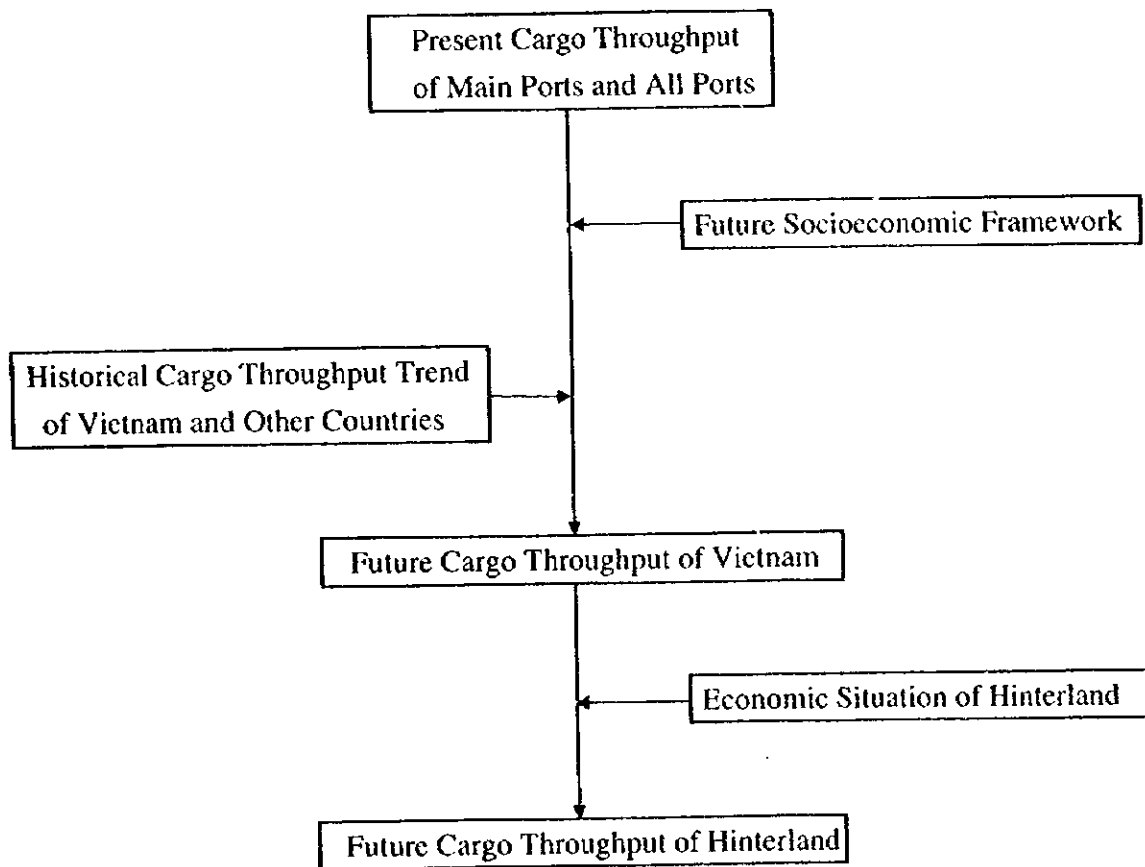 Present Cargo Throughput
of Main Ports and All Ports
Future Socioeconomic Framework
Historical Cargo Throughput Trend
of Vietnam and Other Countries
Future Cargo Throughput of Vietnam
Economic Situation of Hinterland
Future Cargo Throughput of Hinterland